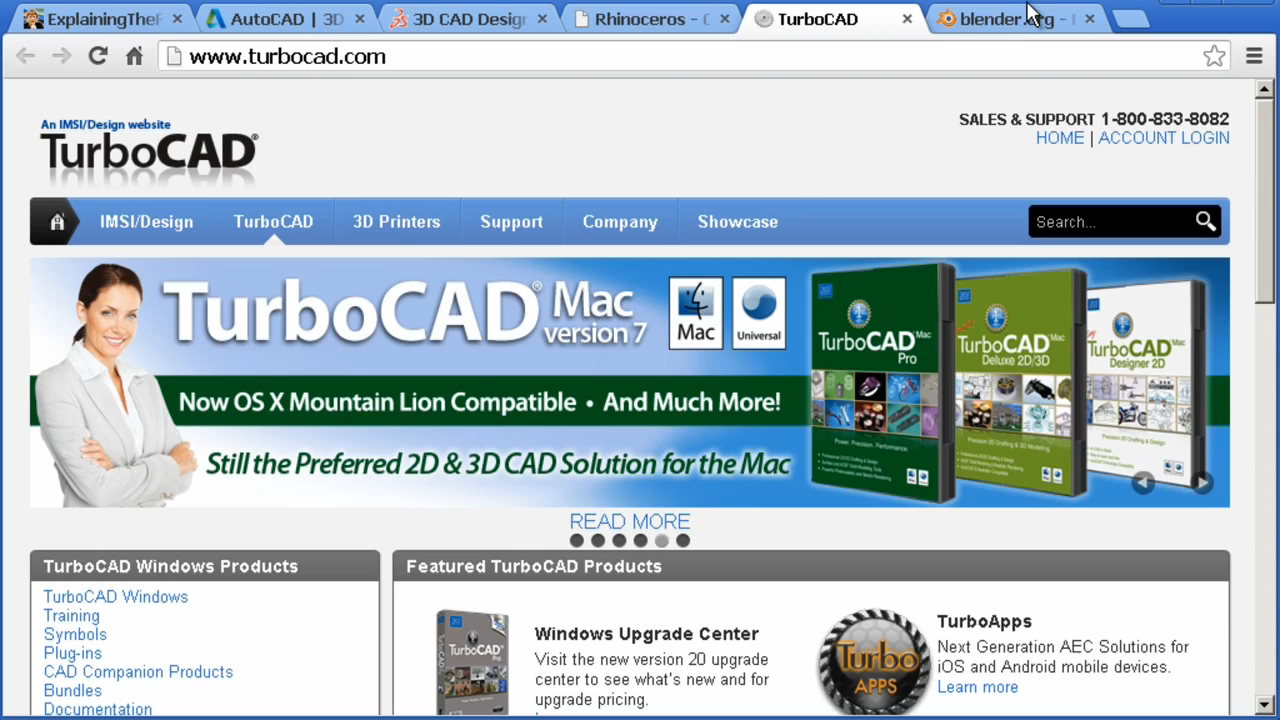 ExplainingTheF
AutoCAD | 3D
3D CAD Design
Rhinoceros - D
TurboCAD
blender.org -
www.turbocad.com
An IMSI/Design website
TurboCAD®
SALES & SUPPORT 1-800-833-8082
HOME | ACCOUNT LOGIN
IMSI/Design TurboCAD 3D Printers Support Company Showcase
Search...
TurboCAD® Mac
version 7
Mac
Universal
Now OS X Mountain Lion Compatible • And Much More!
Still the Preferred 2D & 3D CAD Solution for the Mac
TurboCAD Mac
Pro
Power. Precision. Performance.
TurboCAD Mac
Deluxe 2D/3D
TurboCAD Mac
Designer 2D
READ MORE
TurboCAD Windows Products
TurboCAD Windows
Training
Symbols
Plug-ins
CAD Companion Products
Bundles
Documentation
Featured TurboCAD Products
TurboCAD
Pro
Windows Upgrade Center
Visit the new version 20 upgrade
center to see what's new and for
upgrade pricing.
Turbo
APPS
TurboApps
Next Generation AEC Solutions for
iOS and Android mobile devices.
Learn more